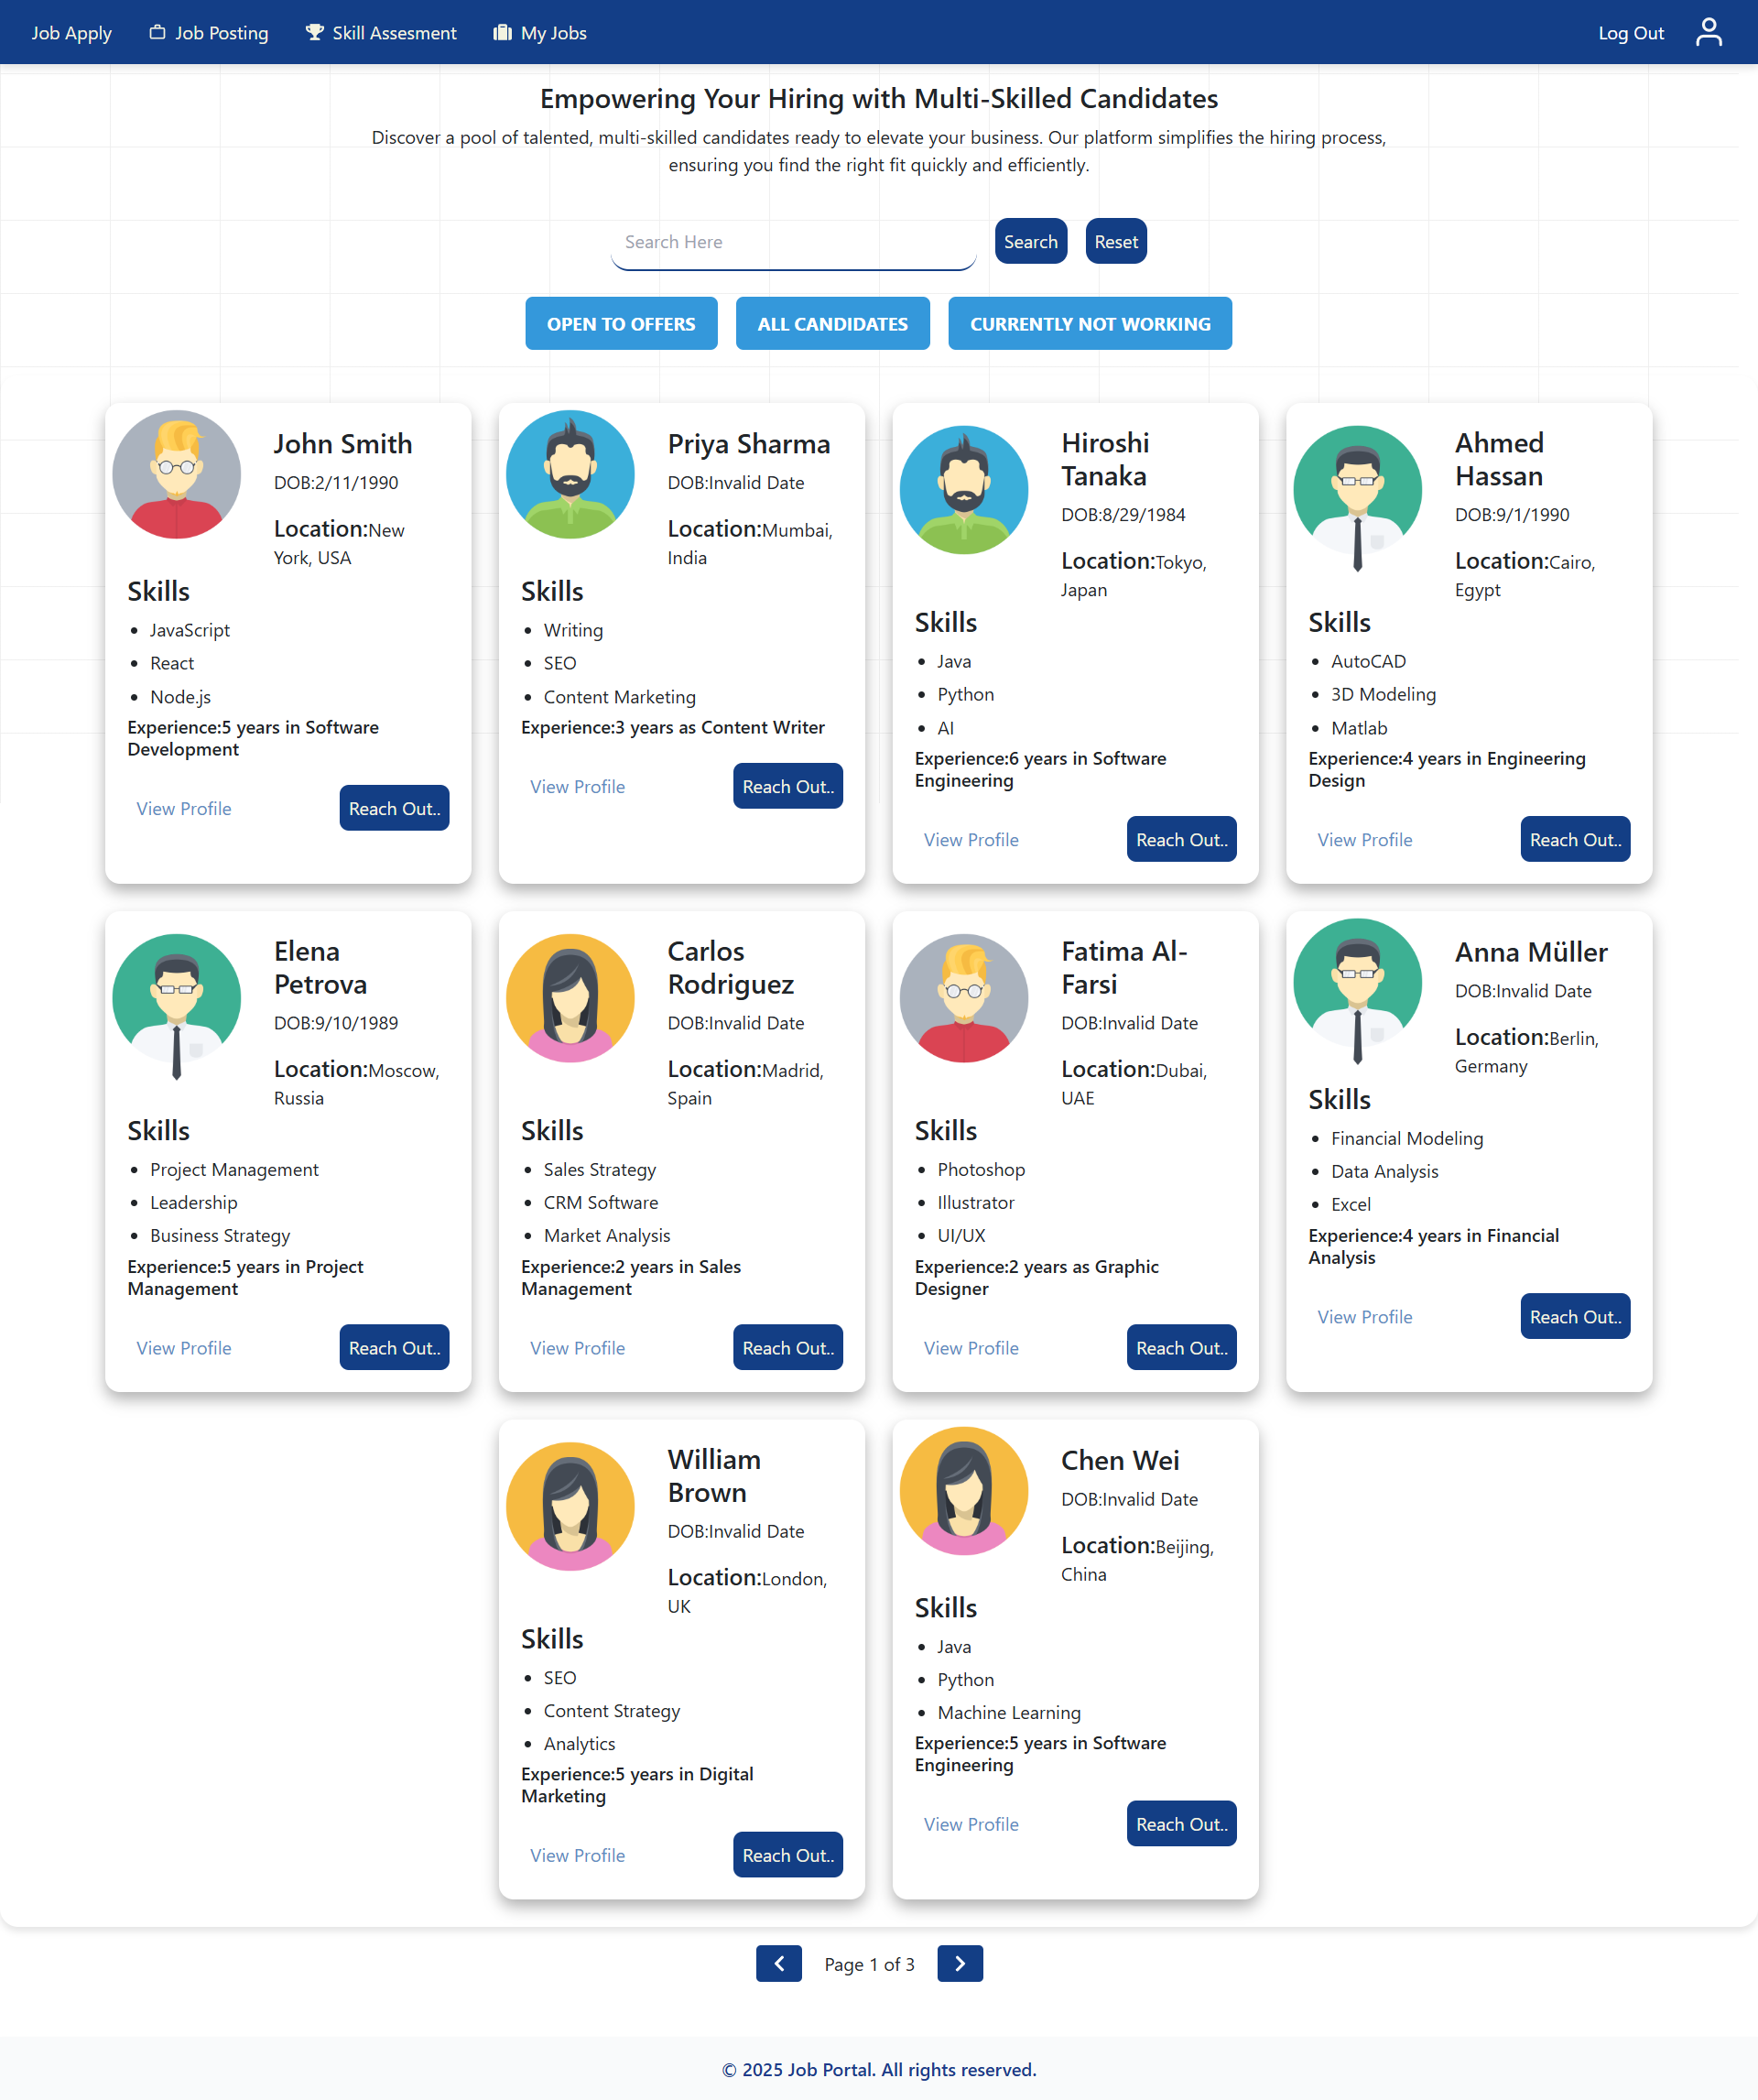 Job Apply Job Posting Skill Assesment My Jobs Log Out
Empowering Your Hiring with Multi-Skilled Candidates
Discover a pool of talented, multi-skilled candidates ready to elevate your business. Our platform simplifies the hiring process,
ensuring you find the right fit quickly and efficiently.
Search Here Search Reset
OPEN TO OFFERS ALL CANDIDATES CURRENTLY NOT WORKING
John Smith
DOB:2/11/1990
Location:New
York, USA
Skills
JavaScript
React
Node.js
Experience:5 years in Software
Development
View Profile Reach Out..
Priya Sharma
DOB:Invalid Date
Location:Mumbai,
India
Skills
Writing
SEO
Content Marketing
Experience:3 years as Content Writer
View Profile Reach Out..
Hiroshi
Tanaka
DOB:8/29/1984
Location:Tokyo,
Japan
Skills
Java
Python
AI
Experience:6 years in Software
Engineering
View Profile Reach Out..
Ahmed
Hassan
DOB:9/1/1990
Location:Cairo,
Egypt
Skills
AutoCAD
3D Modeling
Matlab
Experience:4 years in Engineering
Design
View Profile Reach Out..
Elena
Petrova
DOB:9/10/1989
Location:Moscow,
Russia
Skills
Project Management
Leadership
Business Strategy
Experience:5 years in Project
Management
View Profile Reach Out..
Carlos
Rodriguez
DOB:Invalid Date
Location:Madrid,
Spain
Skills
Sales Strategy
CRM Software
Market Analysis
Experience:2 years in Sales
Management
View Profile Reach Out..
Fatima Al-
Farsi
DOB:Invalid Date
Location:Dubai,
UAE
Skills
Photoshop
Illustrator
UI/UX
Experience:2 years as Graphic
Designer
View Profile Reach Out..
Anna Müller
DOB:Invalid Date
Location:Berlin,
Germany
Skills
Financial Modeling
Data Analysis
Excel
Experience:4 years in Financial
Analysis
View Profile Reach Out..
William
Brown
DOB:Invalid Date
Location:London,
UK
Skills
SEO
Content Strategy
Analytics
Experience:5 years in Digital
Marketing
View Profile Reach Out..
Chen Wei
DOB:Invalid Date
Location:Beijing,
China
Skills
Java
Python
Machine Learning
Experience:5 years in Software
Engineering
View Profile Reach Out..
Page 1 of 3
© 2025 Job Portal. All rights reserved.